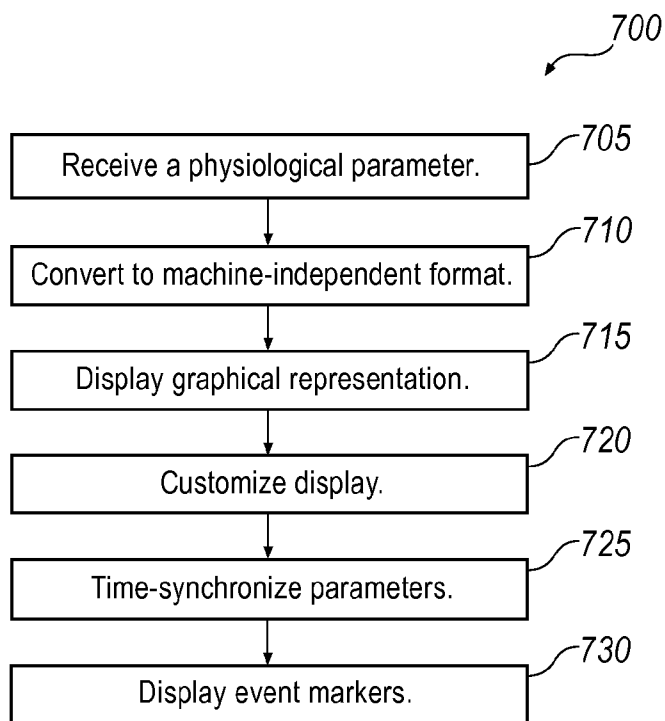 700
Receive a physiological parameter.
705
Convert to machine-independent format.
710
Display graphical representation.
715
Customize display.
720
Time-synchronize parameters.
725
Display event markers.
730